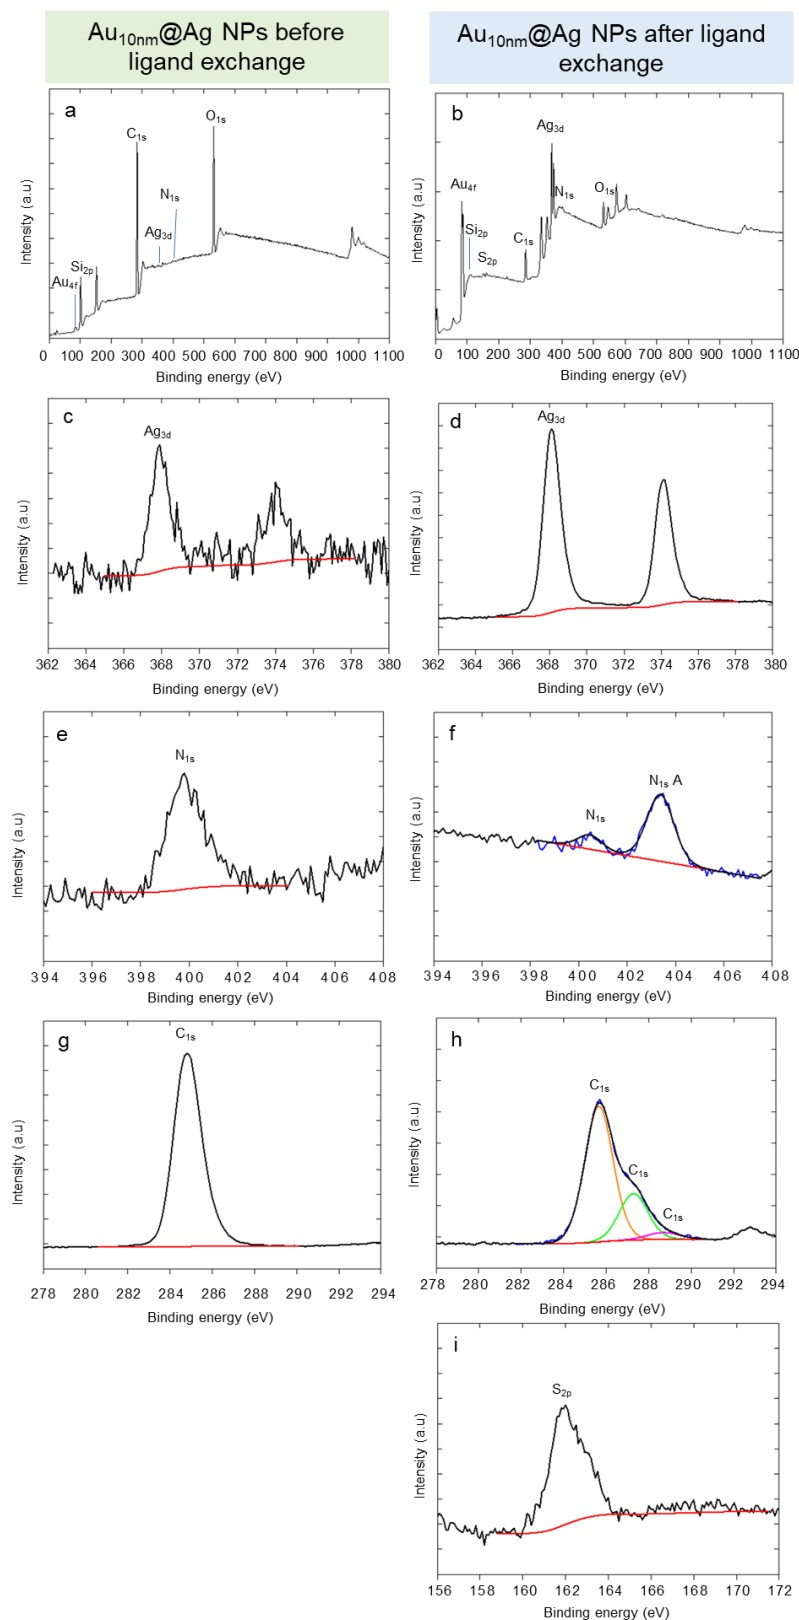 Au10nm@Ag NPs before
ligand exchange
Au10nm@Ag NPs after ligand
exchange
a
C1s
O1s
N1s
Ag3d
Si2p
Au4f
Intensity (a.u)
0 100 200 300 400 500 600 700 800 900 1000 1100
Binding energy (eV)
b
Ag3d
Au4f
N1s
O1s
Si2p
C1s
S2p
Intensity (a.u)
0 100 200 300 400 500 600 700 800 900 1000 1100
Binding energy (eV)
c
Ag3d
Intensity (a.u)
362 364 366 368 370 372 374 376 378 380
Binding energy (eV)
d
Ag3d
Intensity (a.u)
362 364 366 368 370 372 374 376 378 380
Binding energy (eV)
e
N1s
Intensity (a.u)
394 396 398 400 402 404 406 408
Binding energy (eV)
f
N1s A
N1s
Intensity (a.u)
394 396 398 400 402 404 406 408
Binding energy (eV)
g
C1s
Intensity (a.u)
278 280 282 284 286 288 290 292 294
Binding energy (eV)
h
C1s
C1s
C1s
Intensity (a.u)
278 280 282 284 286 288 290 292 294
Binding energy (eV)
i
S2p
Intensity (a.u)
156 158 160 162 164 166 168 170 172
Binding energy (eV)